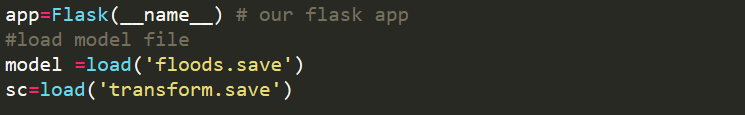 app=Flask(__name__) # our flask app
#load model file
model =load('floods.save')
sc=load('transform.save')